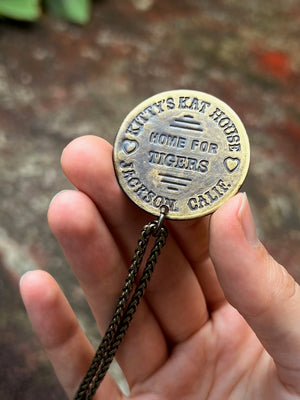 KITTY'S KAT HOUSE
HOME FOR
TIGERS
JACKSON, CALIF.